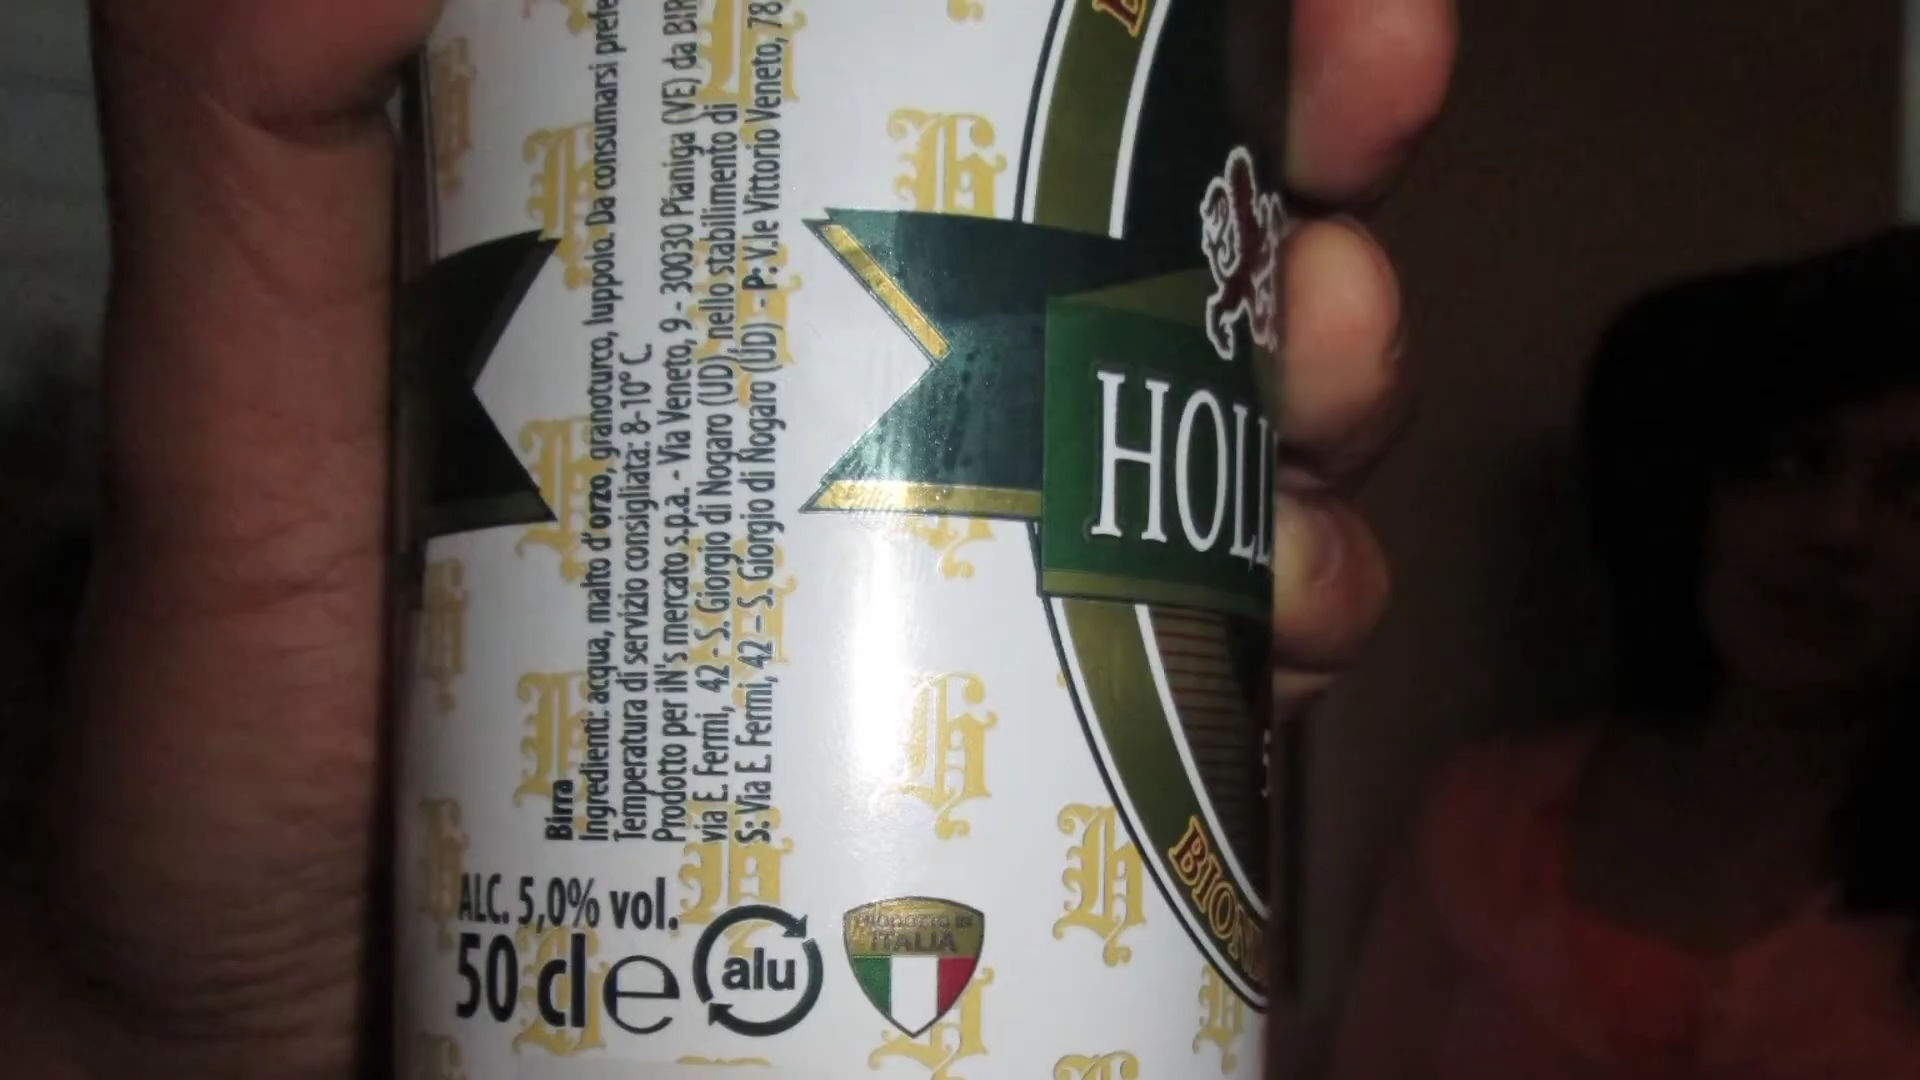 Birra
Ingredienti: acqua, malto d'orzo, granoturco, luppolo. Da consumarsi prefe
Temperatura di servizio consigliata: 8-10° C.
Prodotto per iN's mercato s.p.a. - Via Veneto, 9 - 30030 Pianiga (VE) da BIR
via E. Fermi, 42 - S. Giorgio di Nogaro (UD), nello stabilimento di
S: Via E. Fermi, 42 – S. Giorgio di Nogaro (UD) - P: V.le Vittorio Veneto, 78
ALC. 5,0% vol.
50 cl e
alu
PRODOTTO IN
ITALIA
HOLL
BION